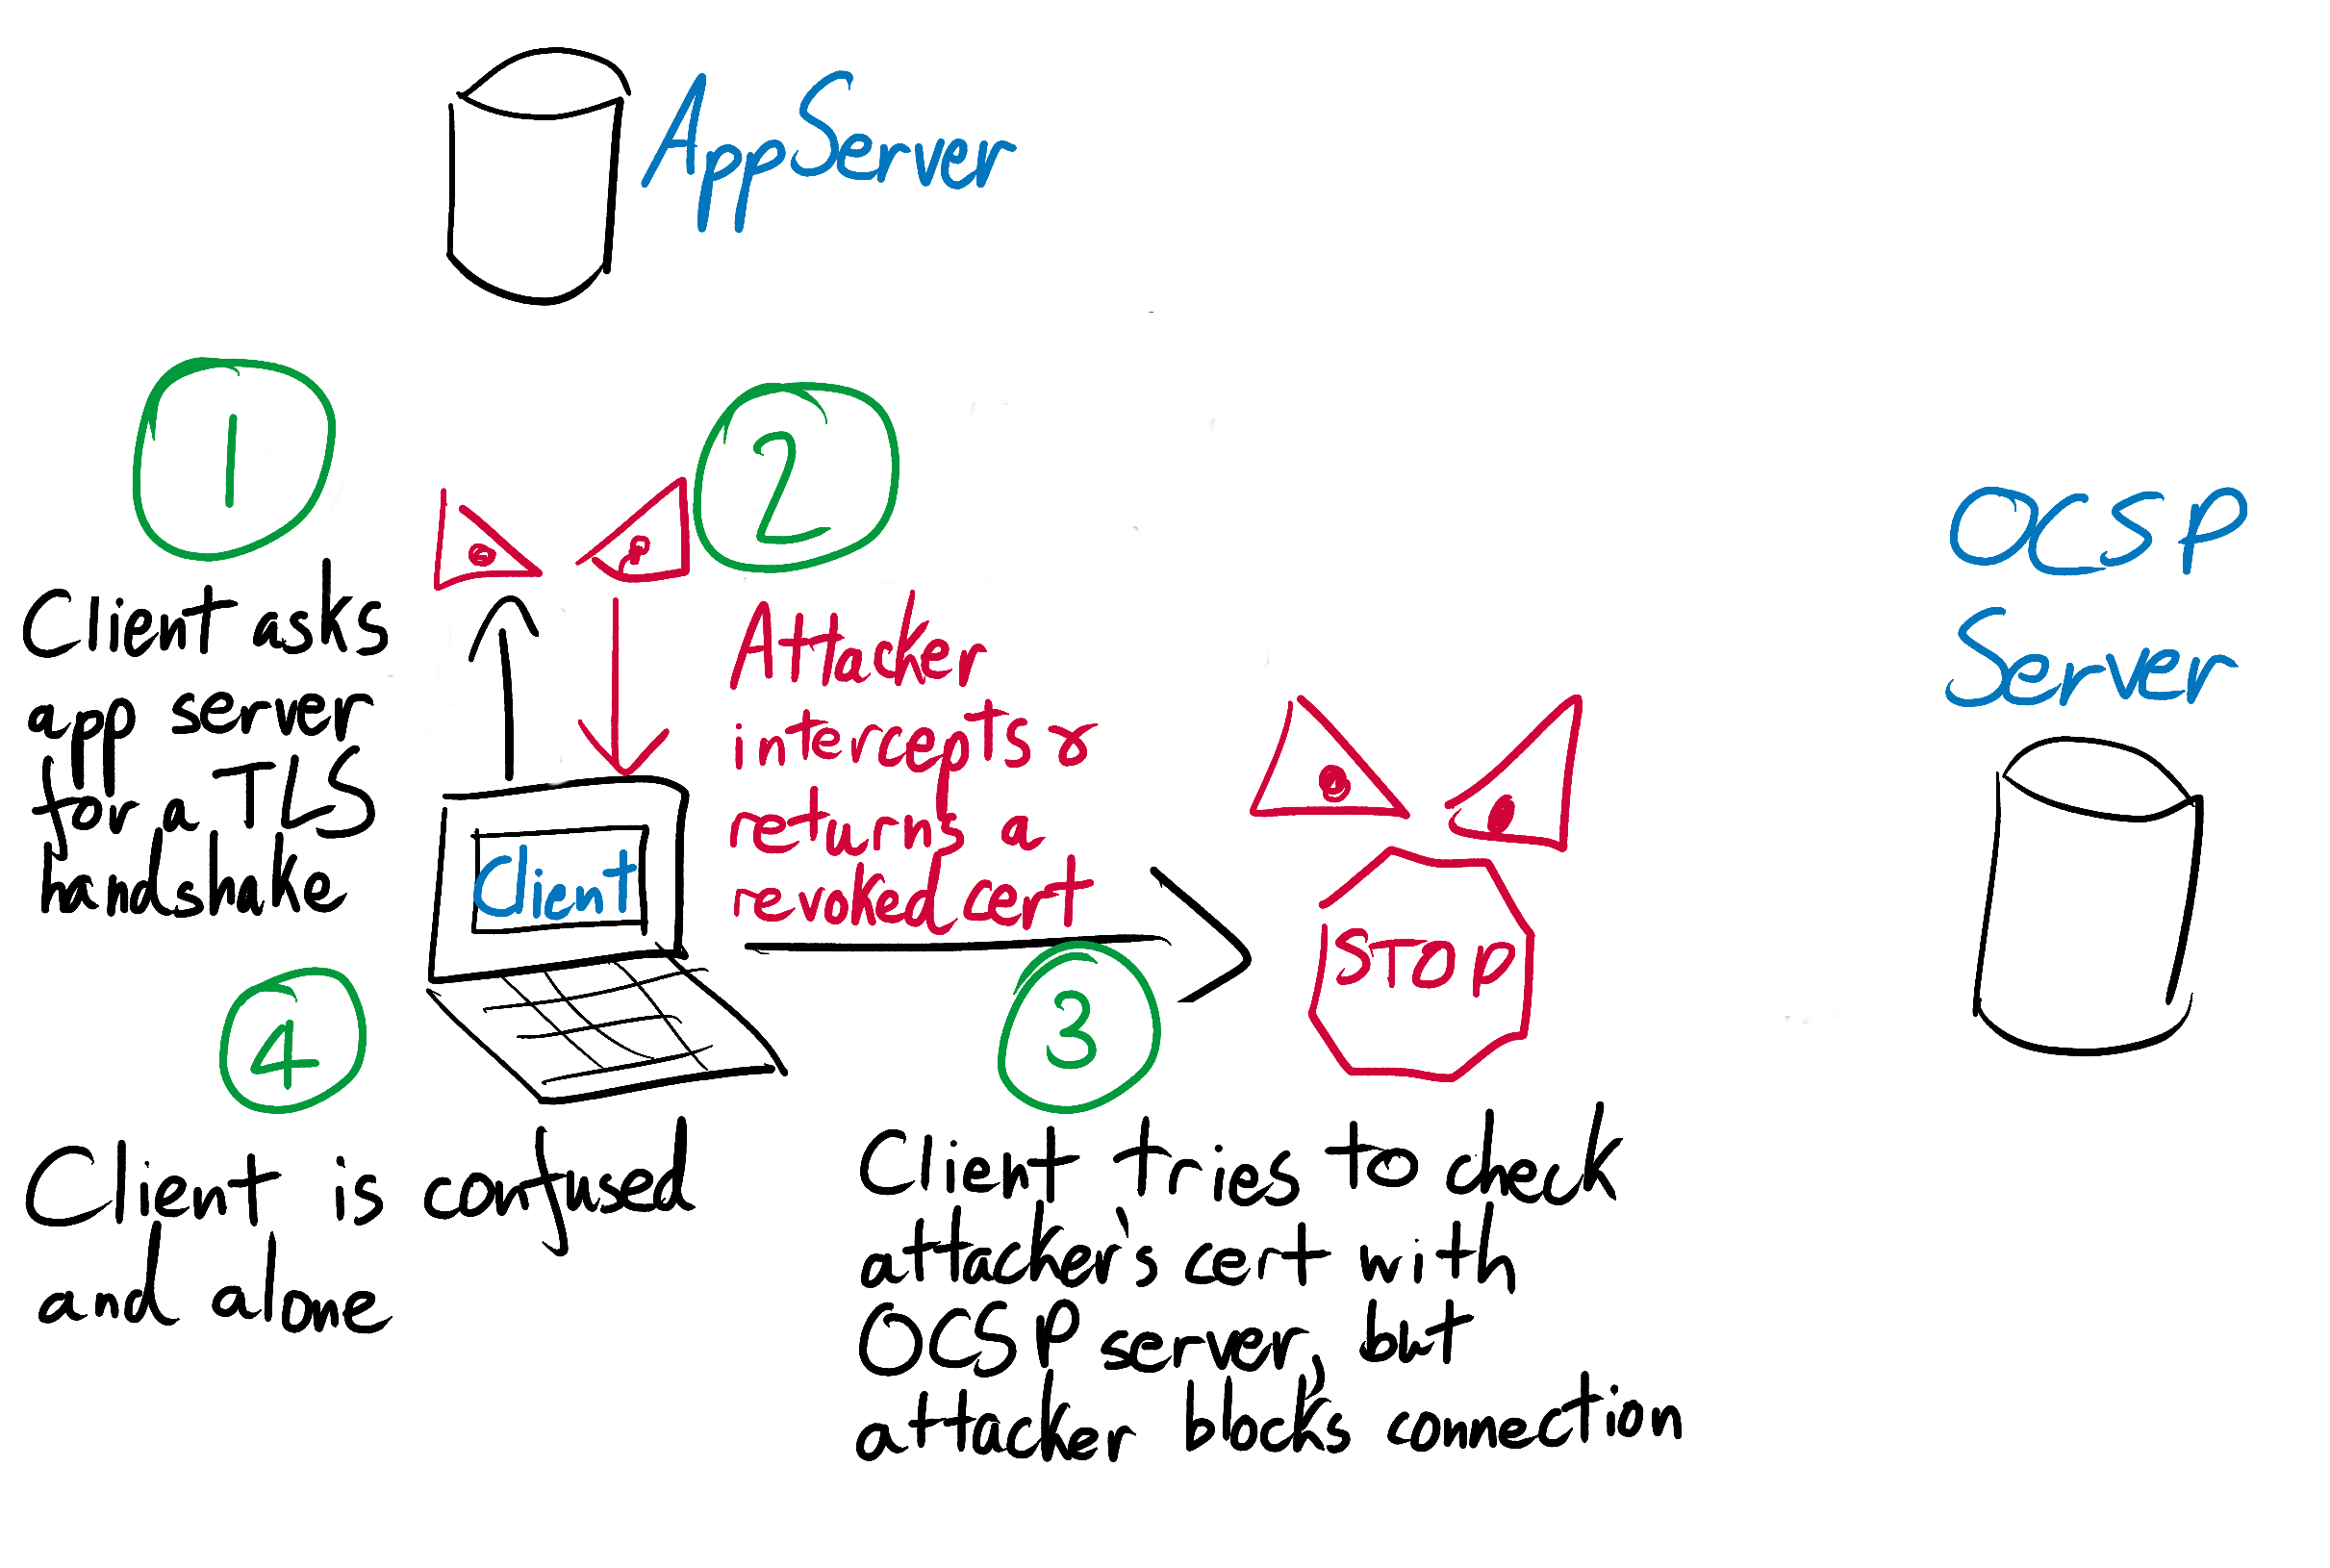 AppServer
1
Client asks
app server
for a TLS
handshake
2
Attacker
intercepts &
returns a
revoked cert
Client
OCSP
Server
STOP
3
Client tries to check
attacker's cert with
OCSP server, but
attacker blocks connection
4
Client is confused
and alone